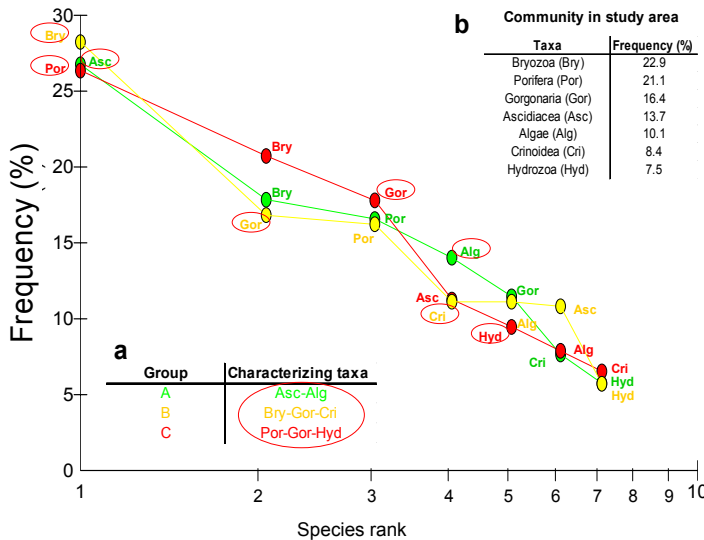 30
25
20
15
10
5
0
Frequency (%)
1
2
3
4
5
6
7
8
9
10
Species rank
b
Community in study area
Taxa Frequency (%)
Bryozoa (Bry) 22.9
Porifera (Por) 21.1
Gorgonaria (Gor) 16.4
Ascidiacea (Asc) 13.7
Algae (Alg) 10.1
Crinoidea (Cri) 8.4
Hydrozoa (Hyd) 7.5
Bry
Asc
Por
Bry
Bry
Gor
Gor
Por
Por
Alg
Asc
Cri
Gor
Alg
Hyd
Asc
Alg
Cri
Cri
Hyd
Hyd
a
Group Characterizing taxa
A Asc-Alg
B Bry-Gor-Cri
C Por-Gor-Hyd